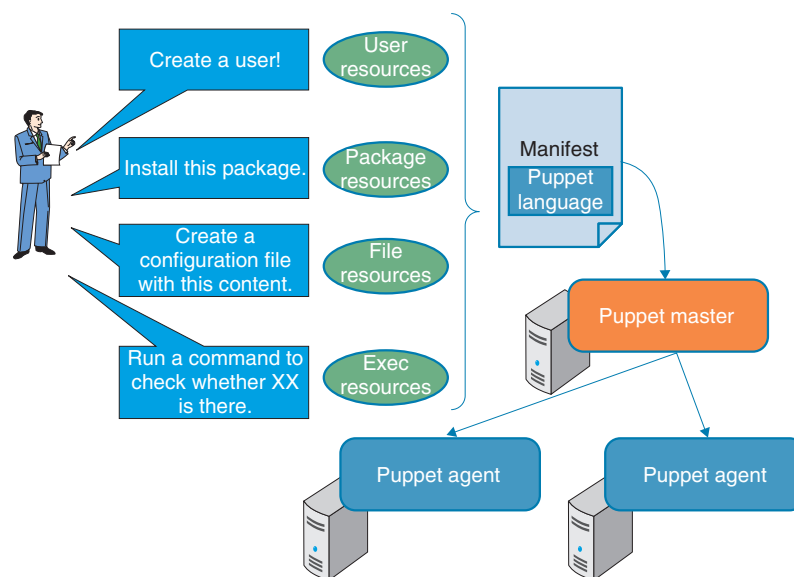 Create a user!
User
resources
Install this package.
Package
resources
Create a
configuration file
with this content.
File
resources
Run a command to
check whether XX
is there.
Exec
resources
Manifest
Puppet
language
Puppet master
Puppet agent
Puppet agent